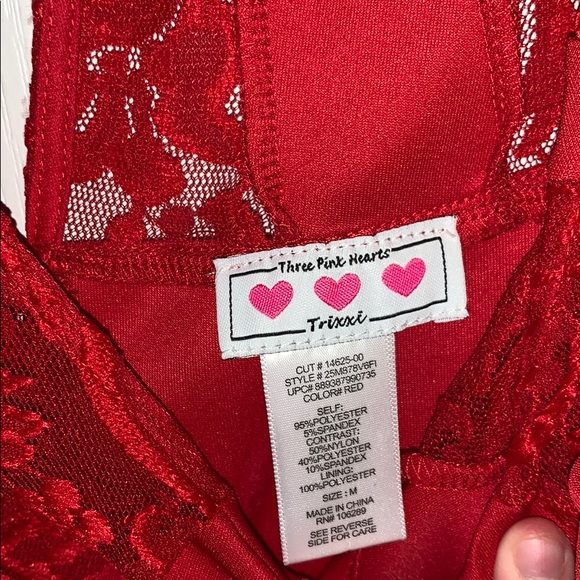 Three Pink Hearts
Trixxi
CUT # 14625-00
STYLE # 25M878V6FI
UPC# 889387990735
COLOR# RED
SELF:
95%POLYESTER
5%SPANDEX
CONTRAST:
50%NYLON
40%POLYESTER
10%SPANDEX
LINING:
100%POLYESTER
SIZE : M
MADE IN CHINA
RN# 106289
SEE REVERSE
SIDE FOR CARE